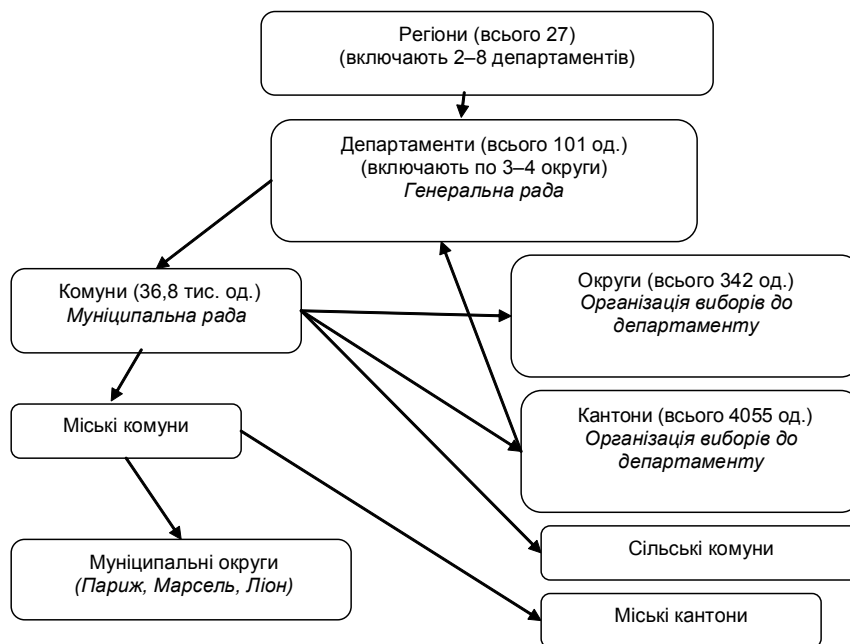 Регіони (всього 27)
(включають 2–8 департаментів)
Департаменти (всього 101 од.)
(включають по 3–4 округи)
Генеральна рада
Комуни (36,8 тис. од.)
Муніципальна рада
Округи (всього 342 од.)
Організація виборів до
департаменту
Міські комуни
Кантони (всього 4055 од.)
Організація виборів до
департаменту
Муніципальні округи
(Париж, Марсель, Ліон)
Сільські комуни
Міські кантони